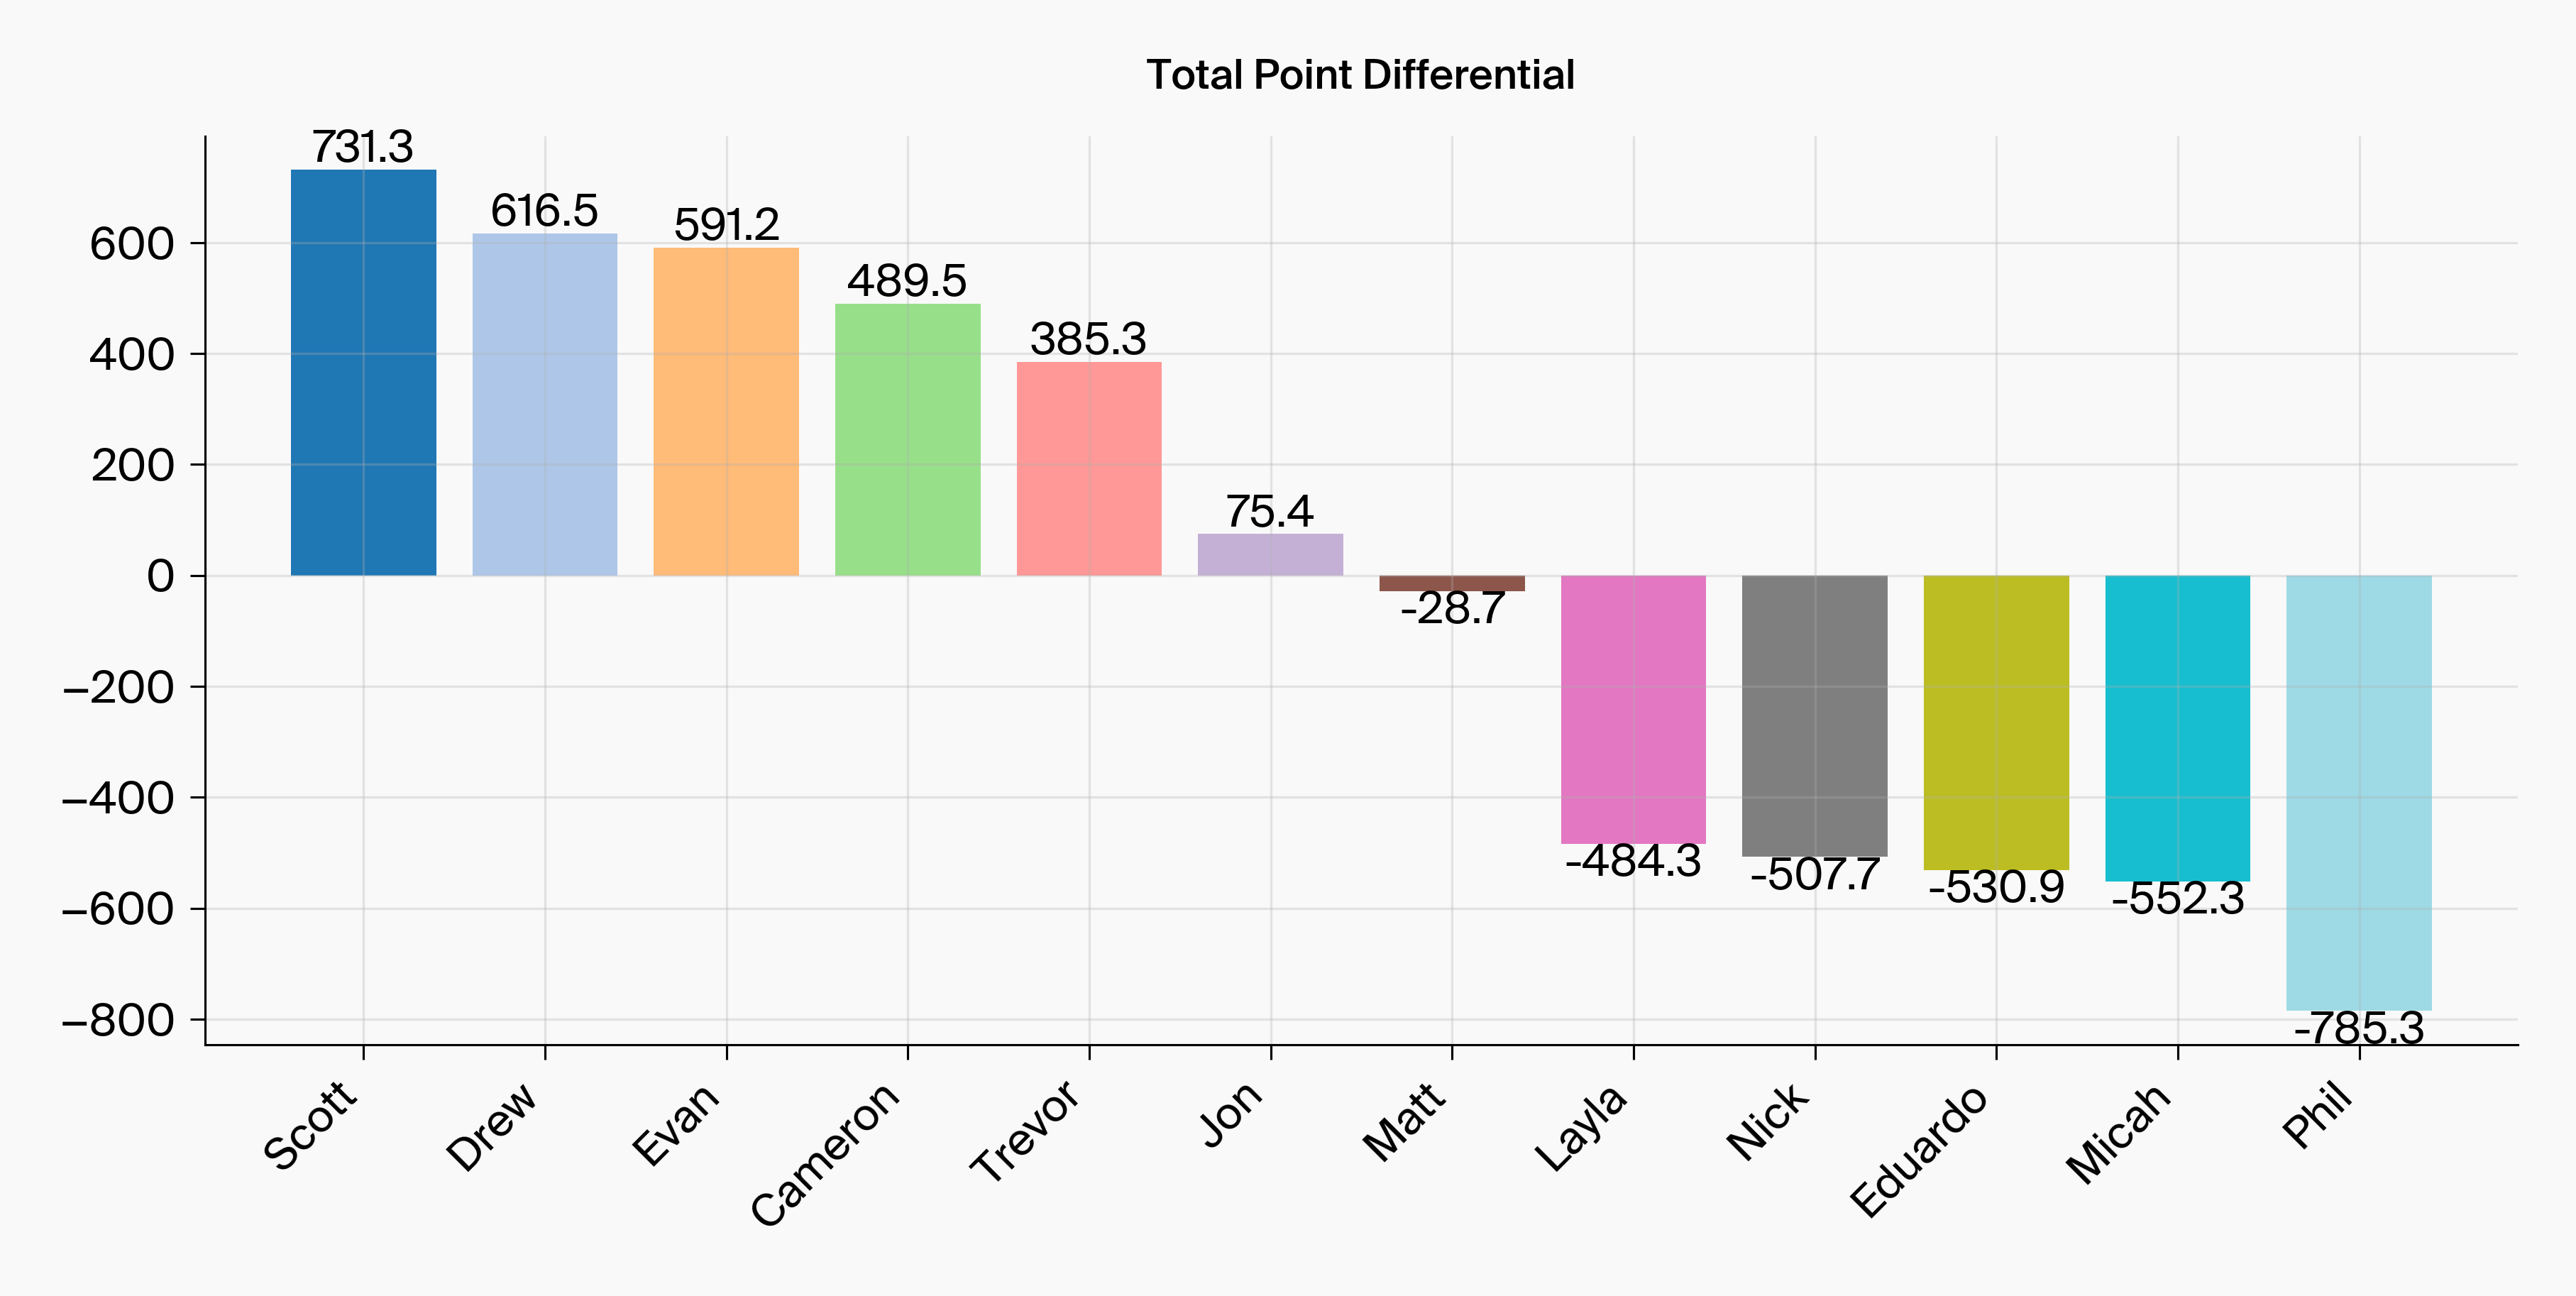 Total Point Differential
731.3
616.5
591.2
489.5
385.3
75.4
-28.7
-484.3
-507.7
-530.9
-552.3
-785.3
600
400
200
0
−200
−400
−600
−800
Scott
Drew
Evan
Cameron
Trevor
Jon
Matt
Layla
Nick
Eduardo
Micah
Phil